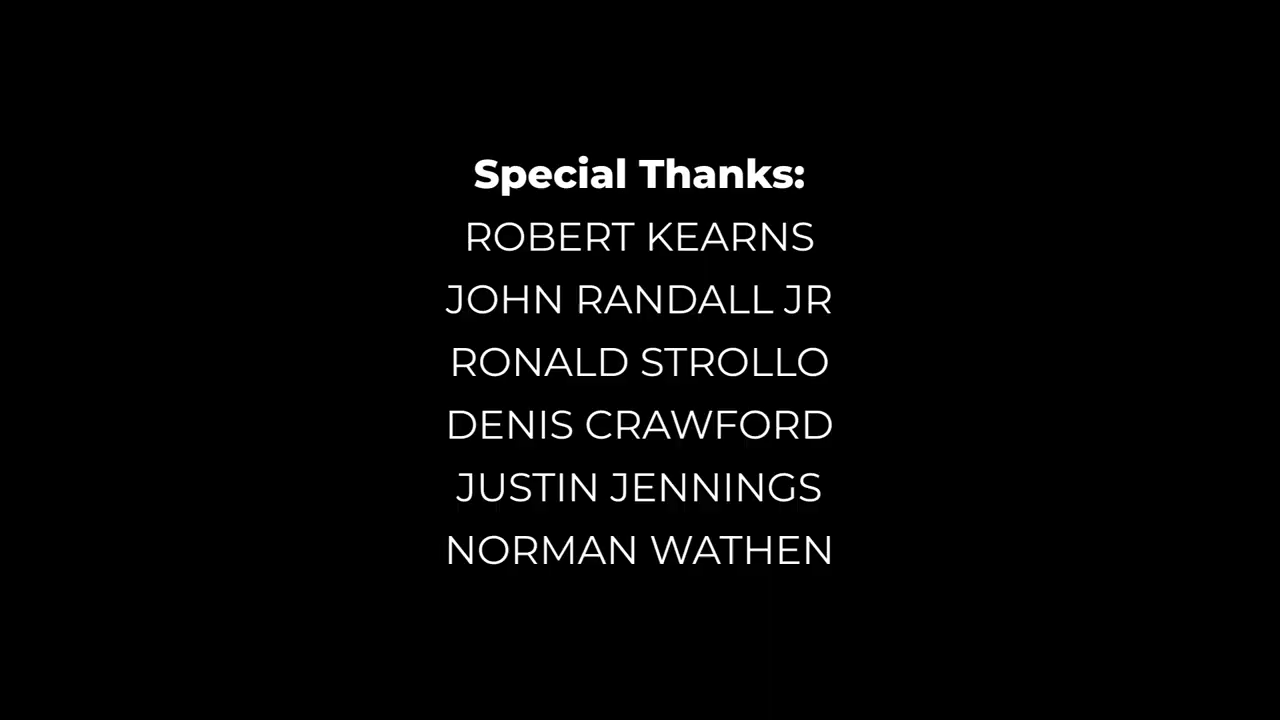 Special Thanks:
ROBERT KEARNS
JOHN RANDALL JR
RONALD STROLLO
DENIS CRAWFORD
JUSTIN JENNINGS
NORMAN WATHEN